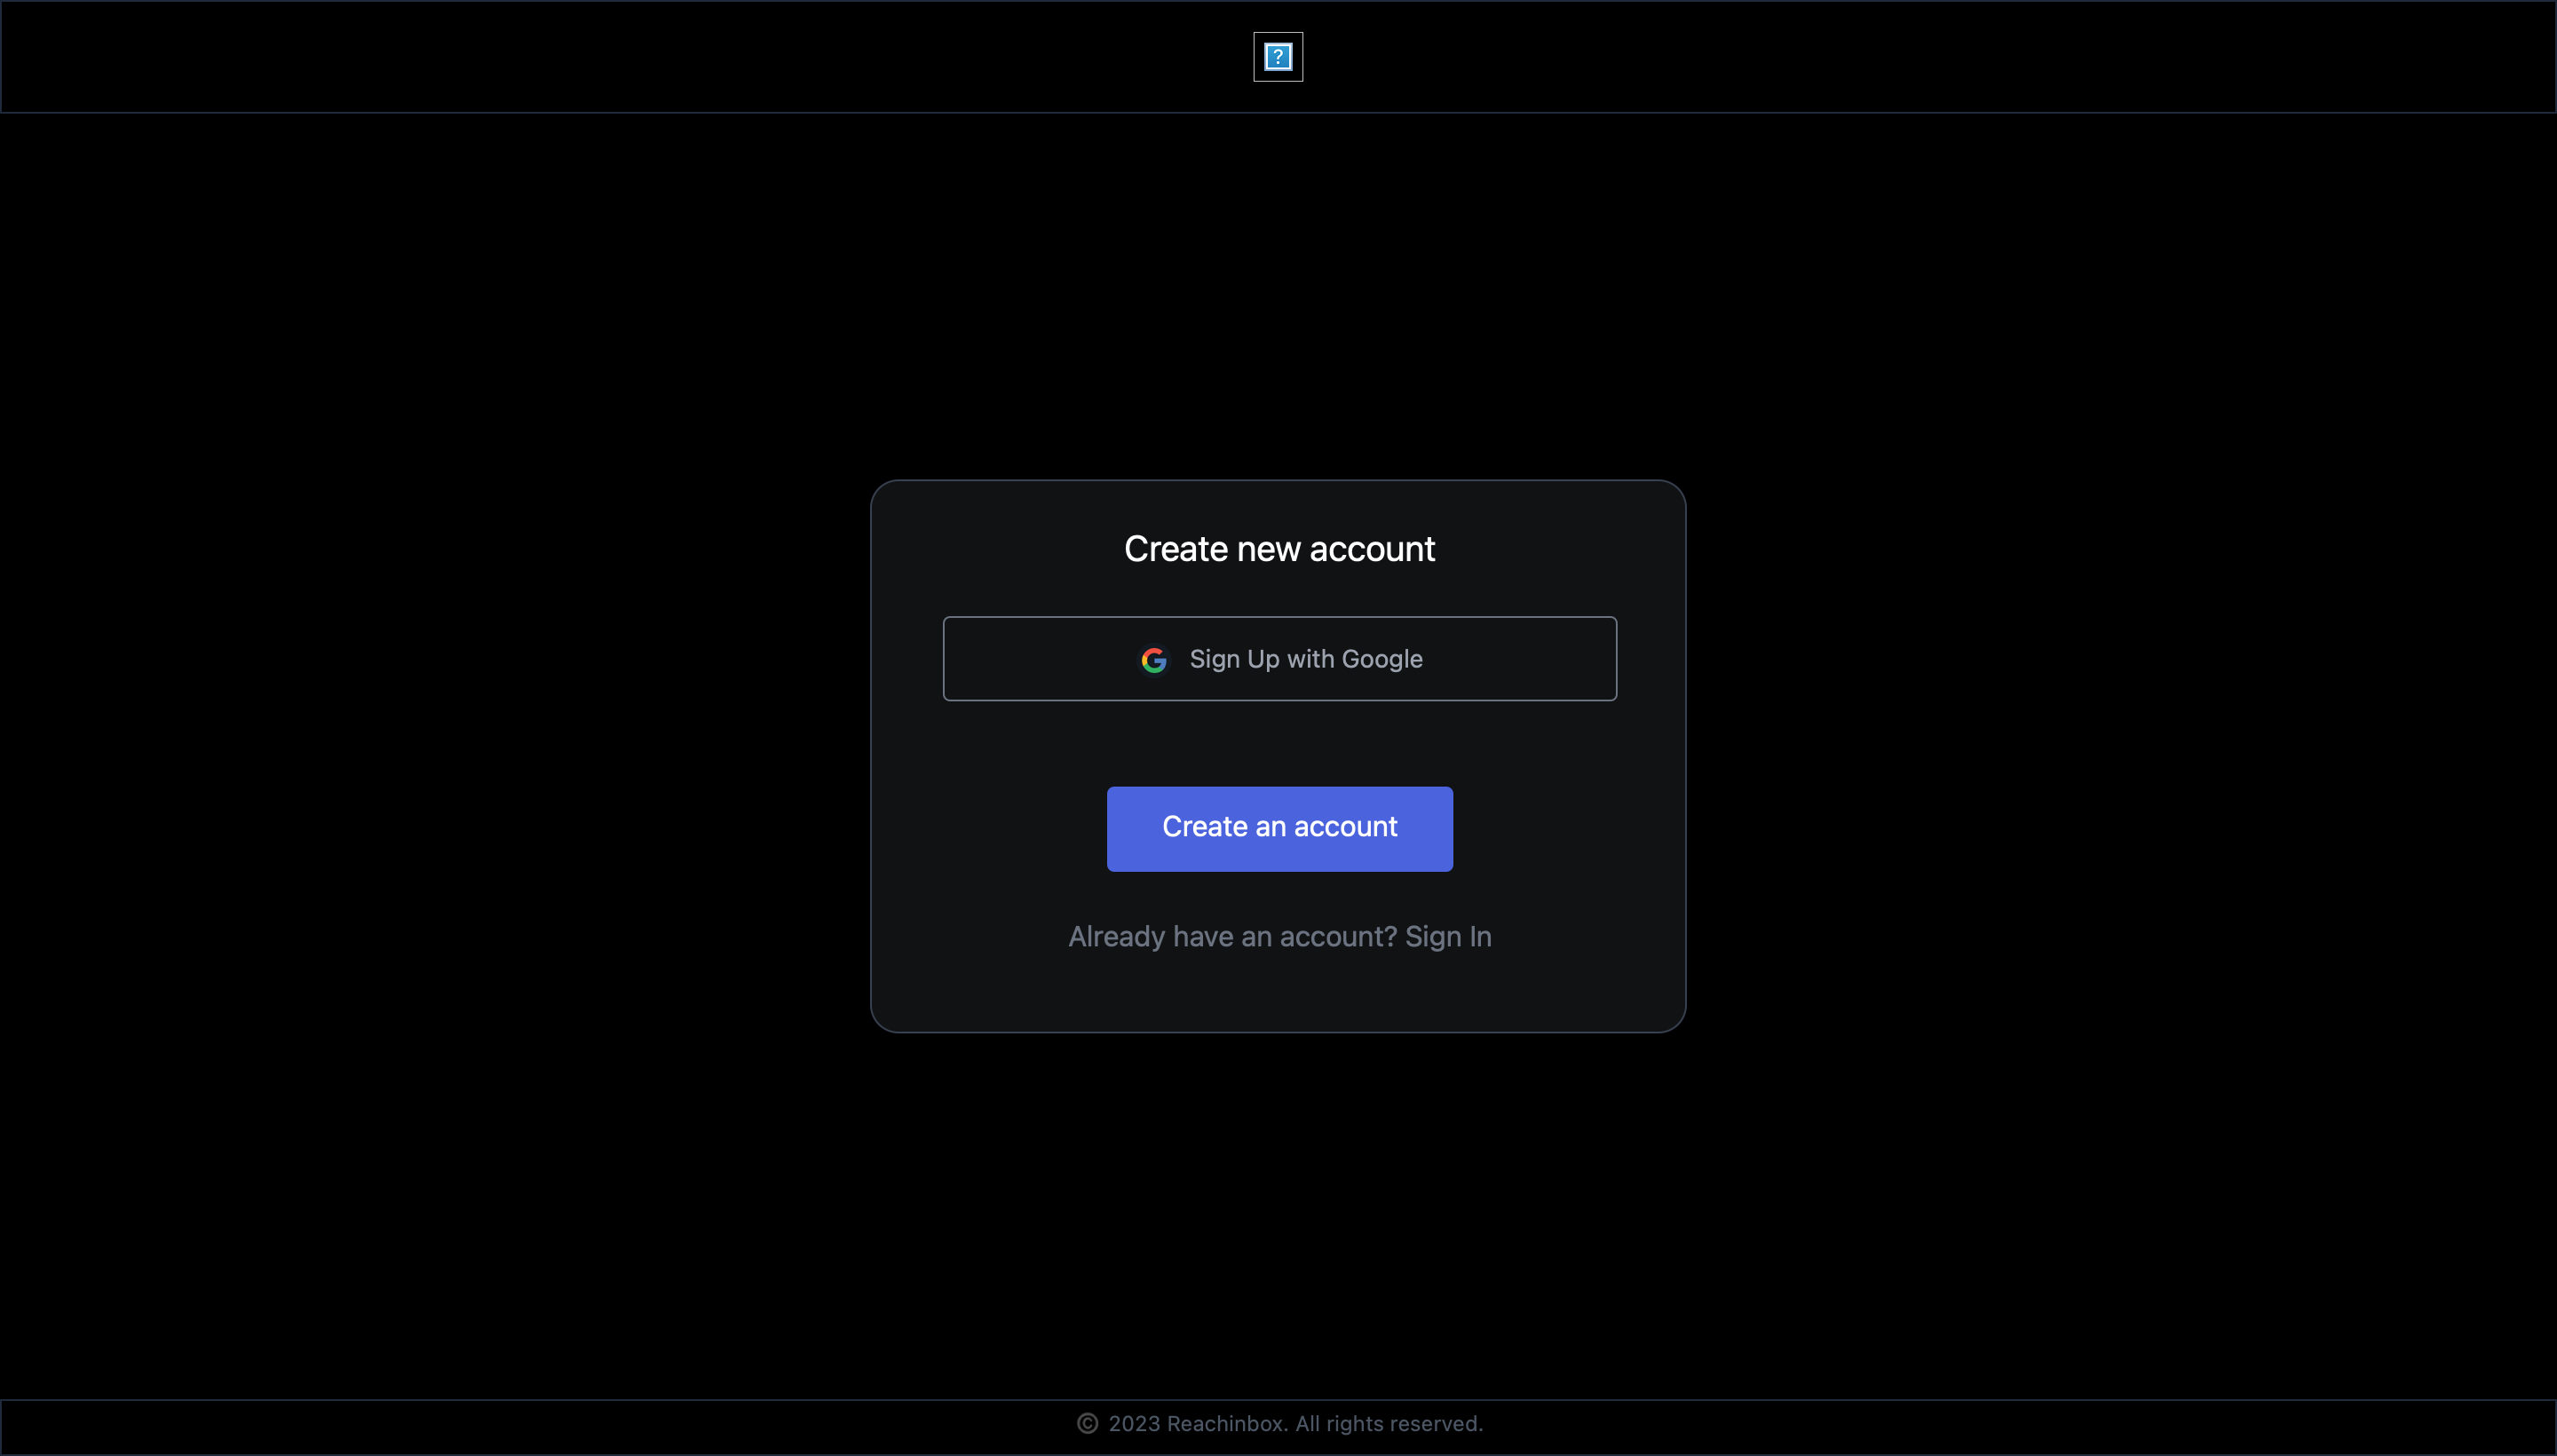 ?
Create new account
Sign Up with Google
Create an account
Already have an account? Sign In
© 2023 Reachinbox. All rights reserved.